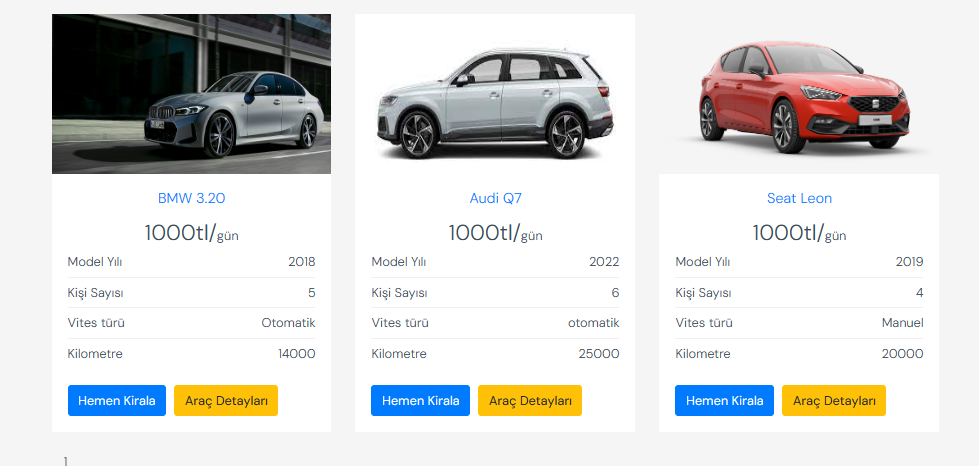 BMW 3.20
1000tl/gün
Model Yılı 2018
Kişi Sayısı 5
Vites türü Otomatik
Kilometre 14000
Hemen Kirala Araç Detayları
Audi Q7
1000tl/gün
Model Yılı 2022
Kişi Sayısı 6
Vites türü otomatik
Kilometre 25000
Hemen Kirala Araç Detayları
Seat Leon
1000tl/gün
Model Yılı 2019
Kişi Sayısı 4
Vites türü Manuel
Kilometre 20000
Hemen Kirala Araç Detayları
1